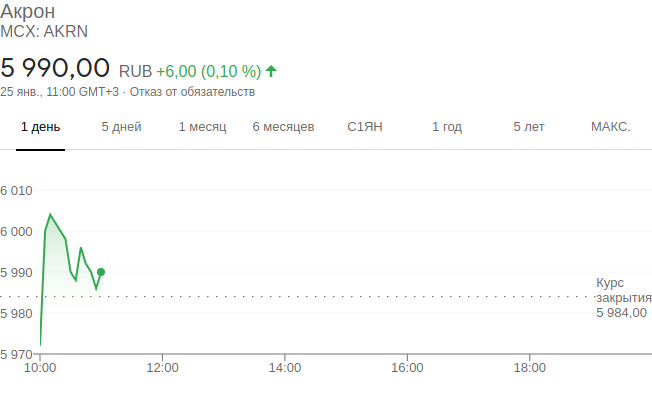 Акрон
MCX: AKRN
5 990,00 RUB +6,00 (0,10 %)
25 янв., 11:00 GMT+3 · Отказ от обязательств
1 день 5 дней 1 месяц 6 месяцев С1ЯН 1 год 5 лет МАКС.
6 010
6 000
5 990
Курс
закрытия
5 984,00
5 980
5 970
10:00 12:00 14:00 16:00 18:00